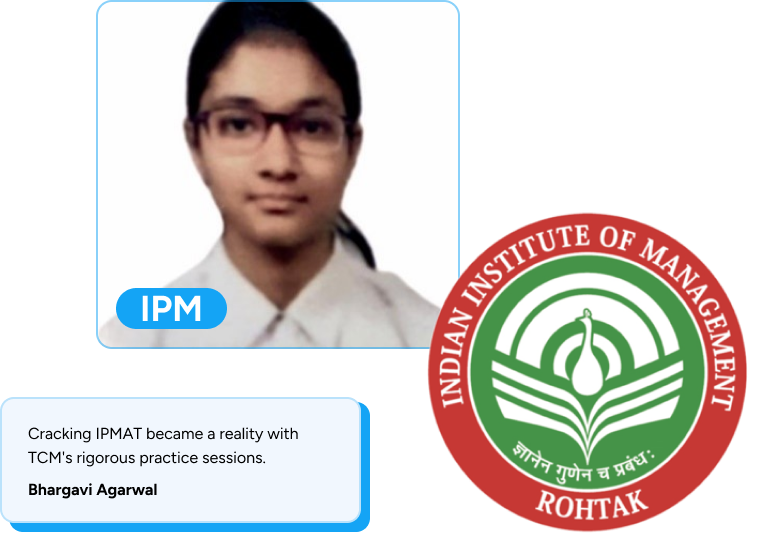 IPM
INDIAN INSTITUTE OF MANAGEMENT
ज्ञानेन गुणेन च प्रबंध:
ROHTAK
Cracking IPMAT became a reality with
TCM's rigorous practice sessions.
Bhargavi Agarwal